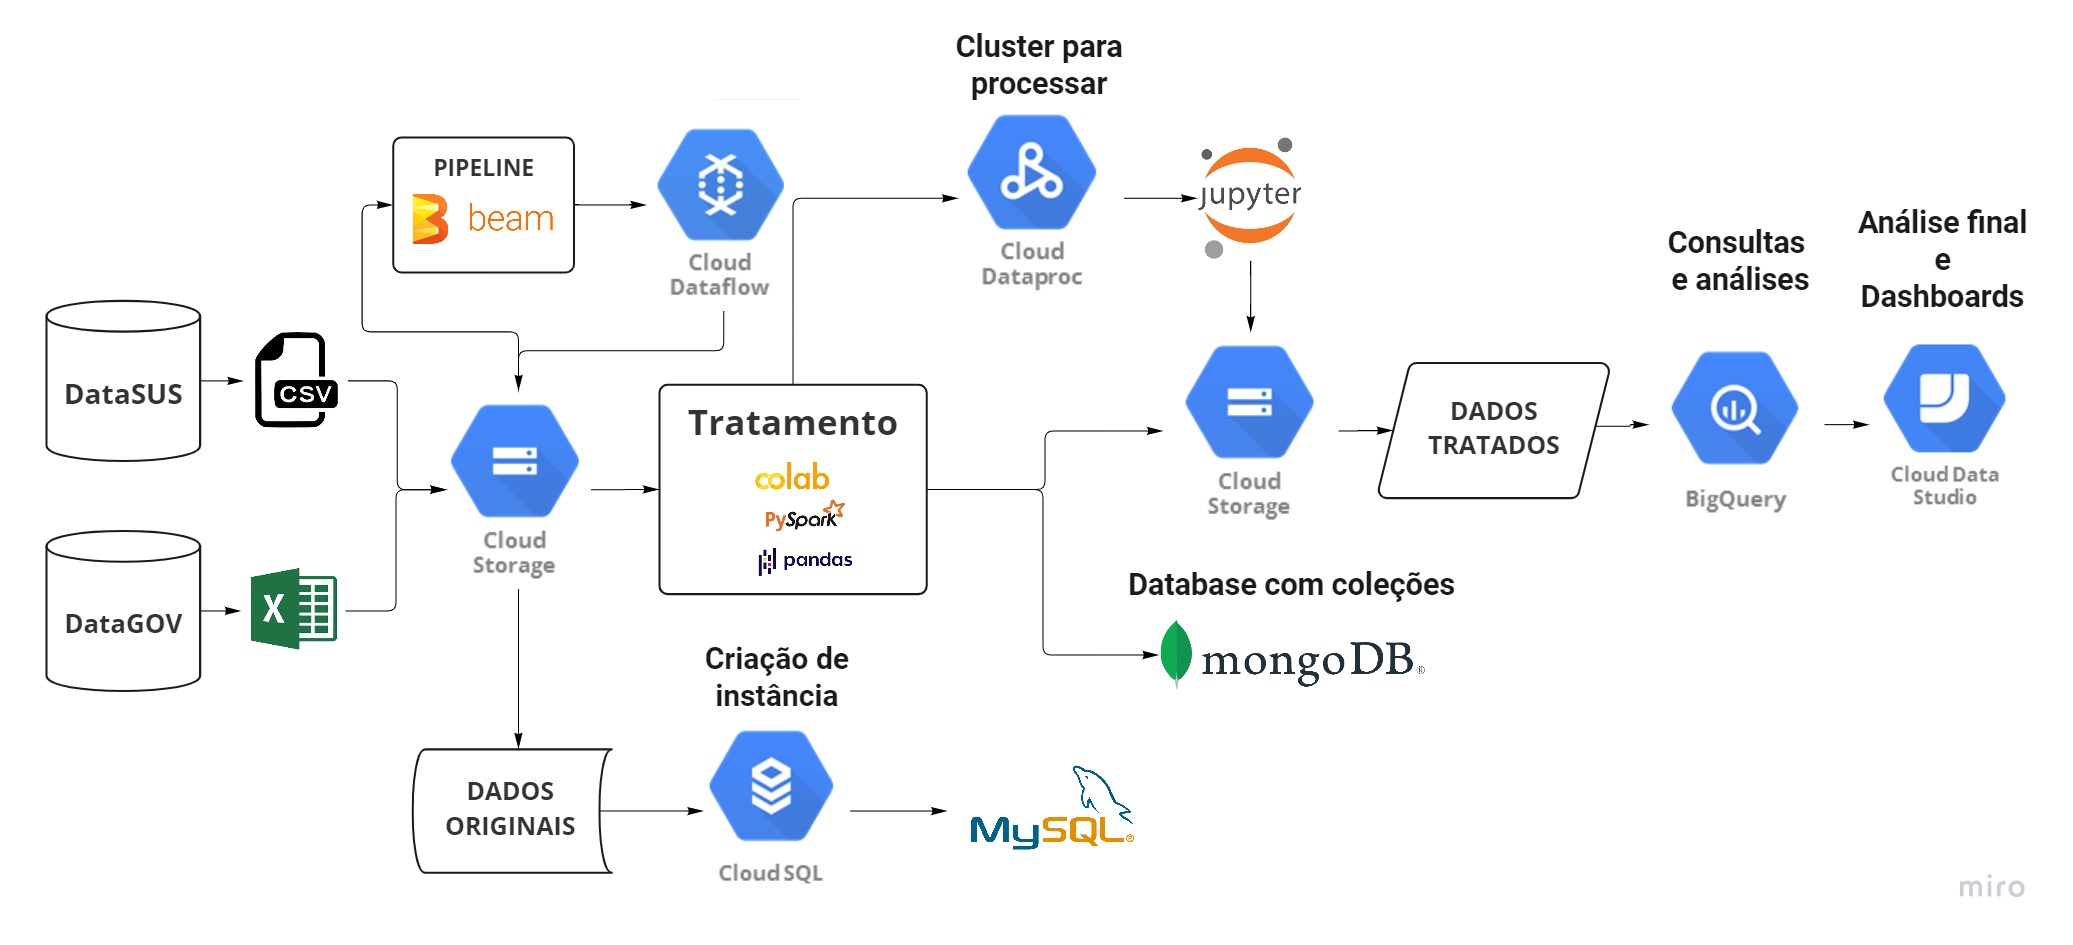 Cluster para
processar
PIPELINE
beam
Cloud
Dataflow
Cloud
Dataproc
jupyter
Consultas
e análises
Análise final
e
Dashboards
DataSUS
CSV
Tratamento
colab
PySpark
pandas
Cloud
Storage
Cloud
Storage
DADOS
TRATADOS
BigQuery
Cloud Data
Studio
DataGOV
X
Database com coleções
mongoDB®
Criação de
instância
DADOS
ORIGINAIS
Cloud SQL
MySQL®
miro